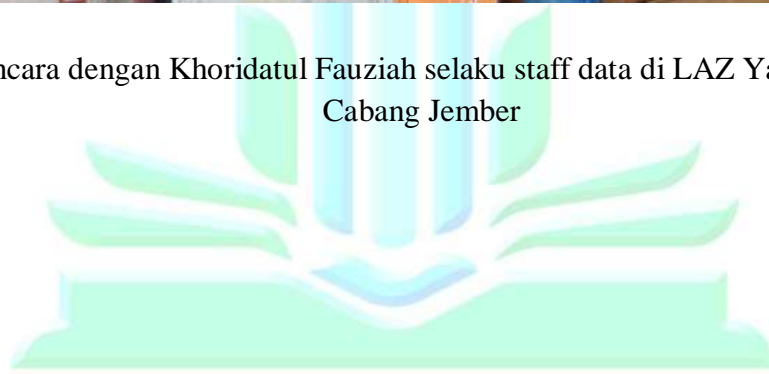 ncara dengan Khoridatul Fauziah selaku staff data di LAZ Ya
Cabang Jember